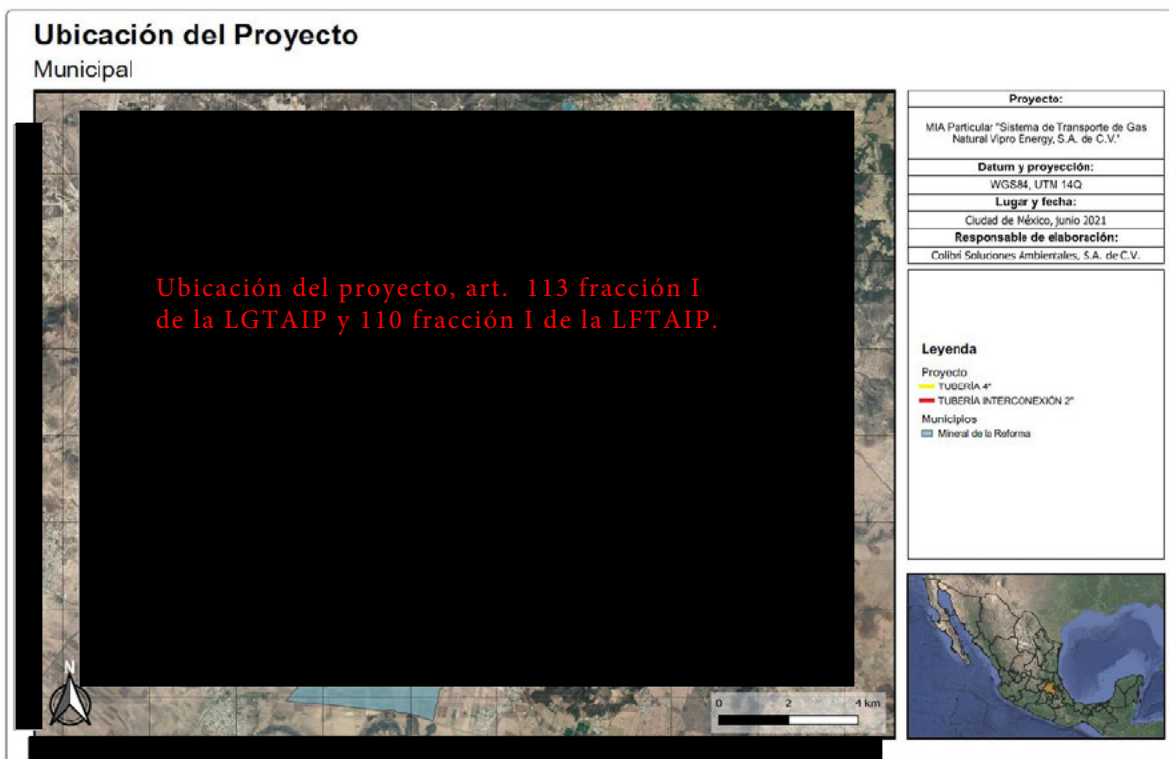 Ubicación del Proyecto
Municipal
Ubicación del proyecto, art. 113 fracción I
de la LGTAIP y 110 fracción I de la LFTAIP.
N
0 2 4 km
Proyecto:
MIA Particular "Sistema de Transporte de Gas
Natural Vipro Energy, S.A. de C.V."
Datum y proyección:
WGS84, UTM 14Q
Lugar y fecha:
Ciudad de México, junio 2021
Responsable de elaboración:
Colibrí Soluciones Ambientales, S.A. de C.V.
Leyenda
Proyecto
TUBERÍA 4"
TUBERÍA INTERCONEXIÓN 2"
Municipios
Mineral de la Reforma